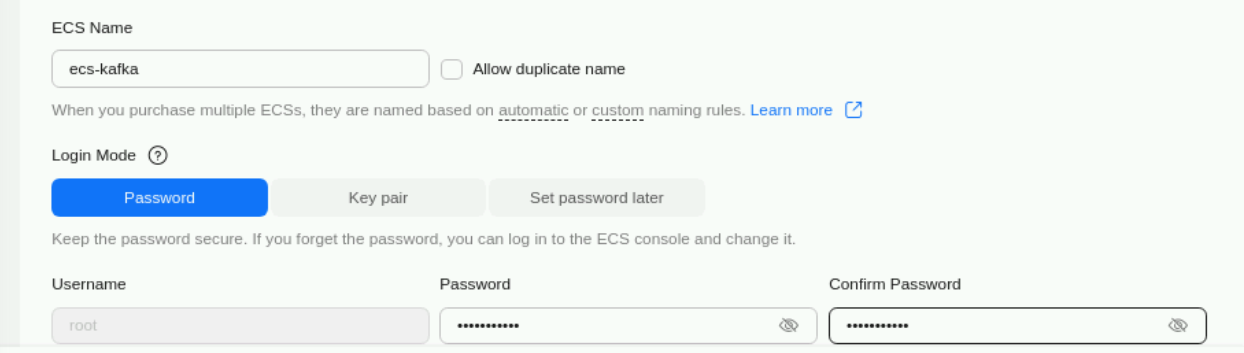 ECS Name
ecs-kafka
Allow duplicate name
When you purchase multiple ECSs, they are named based on automatic or custom naming rules. Learn more
Login Mode ?
Password Key pair Set password later
Keep the password secure. If you forget the password, you can log in to the ECS console and change it.
Username Password Confirm Password
root ••••••••••• •••••••••••